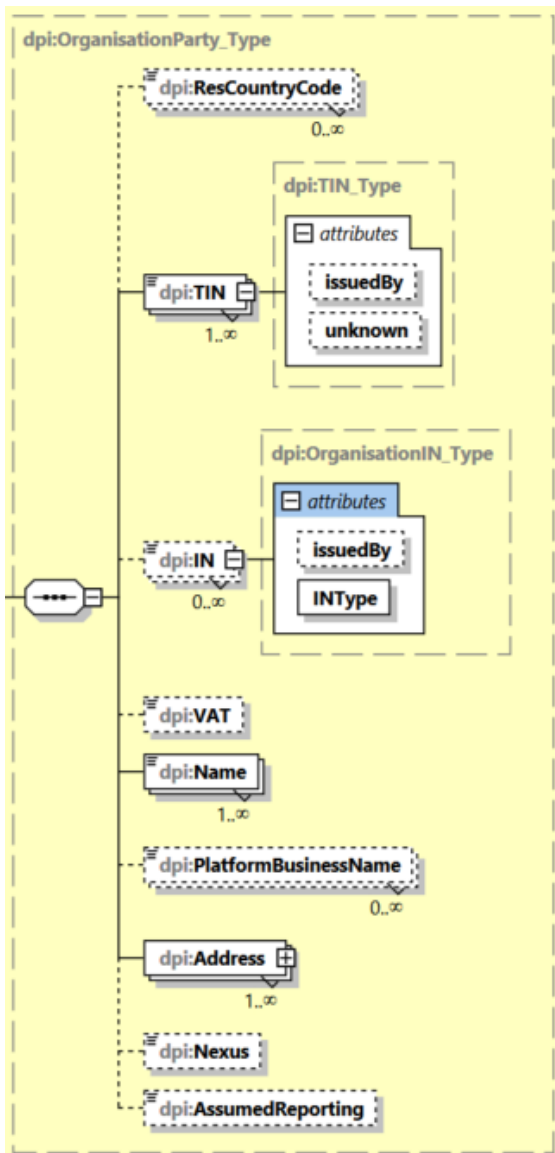 dpi:OrganisationParty_Type
dpi:ResCountryCode
0..∞
dpi:TIN_Type
attributes
issuedBy
dpi:TIN
unknown
1..∞
dpi:OrganisationIN_Type
attributes
issuedBy
dpi:IN
INType
0..∞
dpi:VAT
dpi:Name
1..∞
dpi:PlatformBusinessName
0..∞
dpi:Address
1..∞
dpi:Nexus
dpi:AssumedReporting